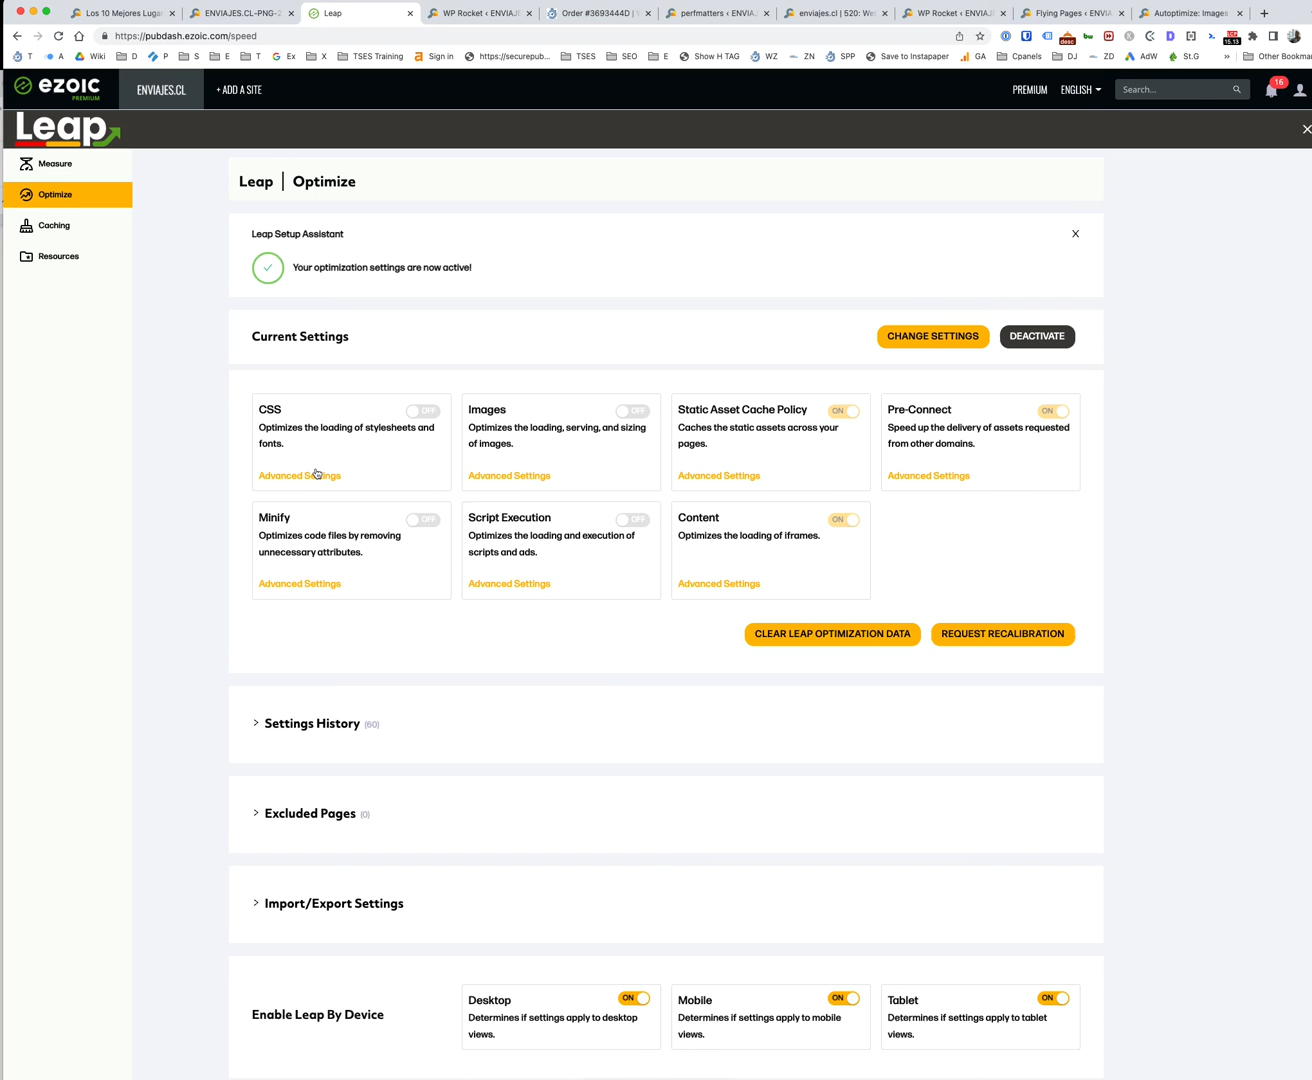 Los 10 Mejores Lugar
ENVIAJES.CL-PNG-2
Leap
WP Rocket ‹ ENVIAJE
Order #3693444D |
perfmatters ‹ ENVIA
enviajes.cl | 520: We
WP Rocket ‹ ENVIAJE
Flying Pages ‹ ENVIA
Autoptimize: Images
https://pubdash.ezoic.com/speed
T
A
Wiki
D
P
S
E
T
Ex
X
TSES Training
Sign in
https://securepub...
TSES
SEO
E
Show H TAG
WZ
ZN
SPP
Save to Instapaper
GA
Cpanels
DJ
ZD
AdW
St.G
»
Other Bookma
ezoic
PREMIUM
ENVIAJES.CL
+ ADD A SITE
PREMIUM
ENGLISH
Search...
16
Leap
Measure
Optimize
Caching
Resources
Leap | Optimize
Leap Setup Assistant
X
Your optimization settings are now active!
Current Settings
CHANGE SETTINGS
DEACTIVATE
CSS
OFF
Optimizes the loading of stylesheets and
fonts.
Advanced Settings
Images
OFF
Optimizes the loading, serving, and sizing
of images.
Advanced Settings
Static Asset Cache Policy
ON
Caches the static assets across your
pages.
Advanced Settings
Pre-Connect
ON
Speed up the delivery of assets requested
from other domains.
Advanced Settings
Minify
OFF
Optimizes code files by removing
unnecessary attributes.
Advanced Settings
Script Execution
OFF
Optimizes the loading and execution of
scripts and ads.
Advanced Settings
Content
ON
Optimizes the loading of iframes.
Advanced Settings
CLEAR LEAP OPTIMIZATION DATA
REQUEST RECALIBRATION
Settings History (60)
Excluded Pages (0)
Import/Export Settings
Enable Leap By Device
Desktop
ON
Determines if settings apply to desktop
views.
Mobile
ON
Determines if settings apply to mobile
views.
Tablet
ON
Determines if settings apply to tablet
views.